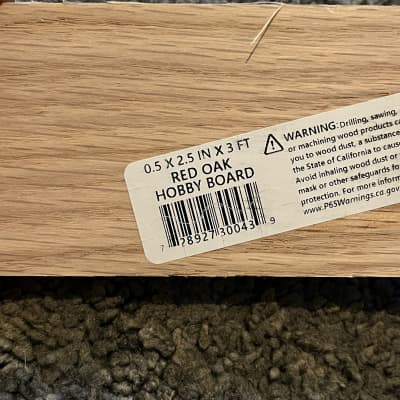 0.5 X 2.5 IN X 3 FT
RED OAK
HOBBY BOARD
7 78927 30043 9
WARNING: Drilling, sawing,
or machining wood products ca
you to wood dust, a substance
the State of California to cause
Avoid inhaling wood dust or
mask or other safeguards fo
protection. For more inform
www.P65Warnings.ca.gov